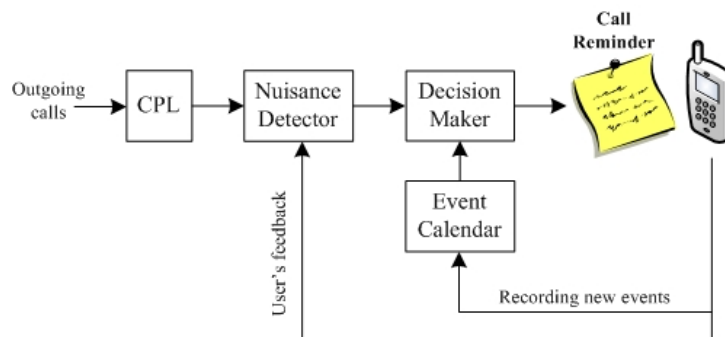 Call
Reminder
Outgoing
calls
CPL
Nuisance
Detector
Decision
Maker
Event
Calendar
User's feedback
Recording new events